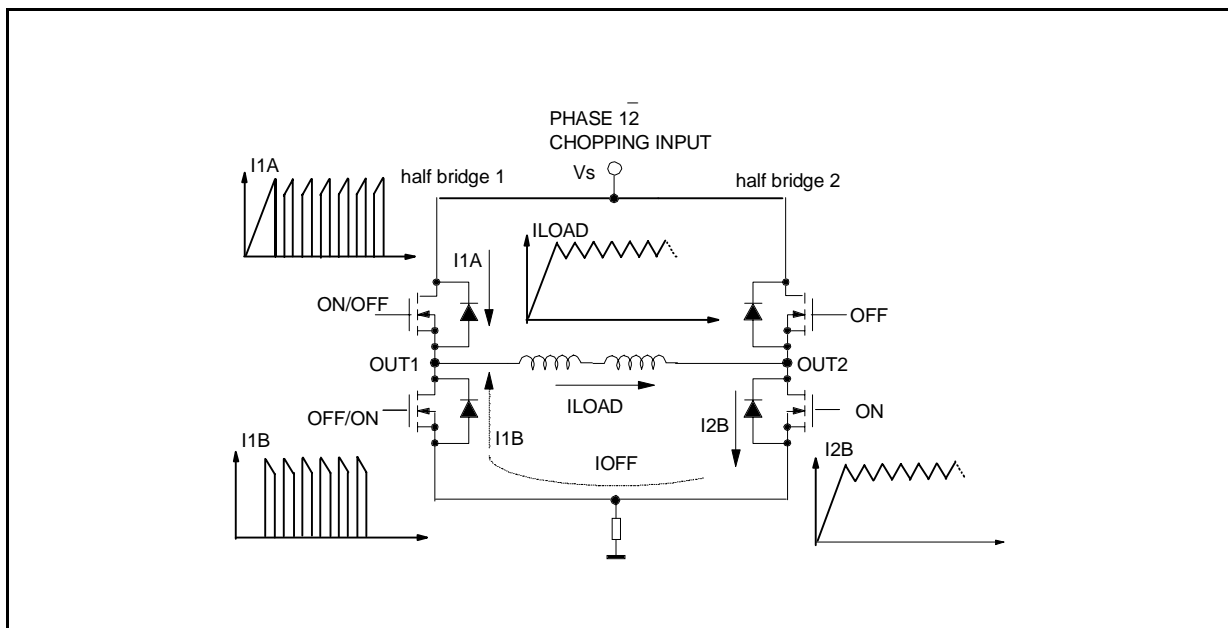 PHASE 12̅
CHOPPING INPUT
Vs
half bridge 1
half bridge 2
I1A
ILOAD
I1A
ON/OFF
OFF
OUT1
OUT2
ILOAD
OFF/ON
ON
I1B
I1B
I2B
I2B
IOFF